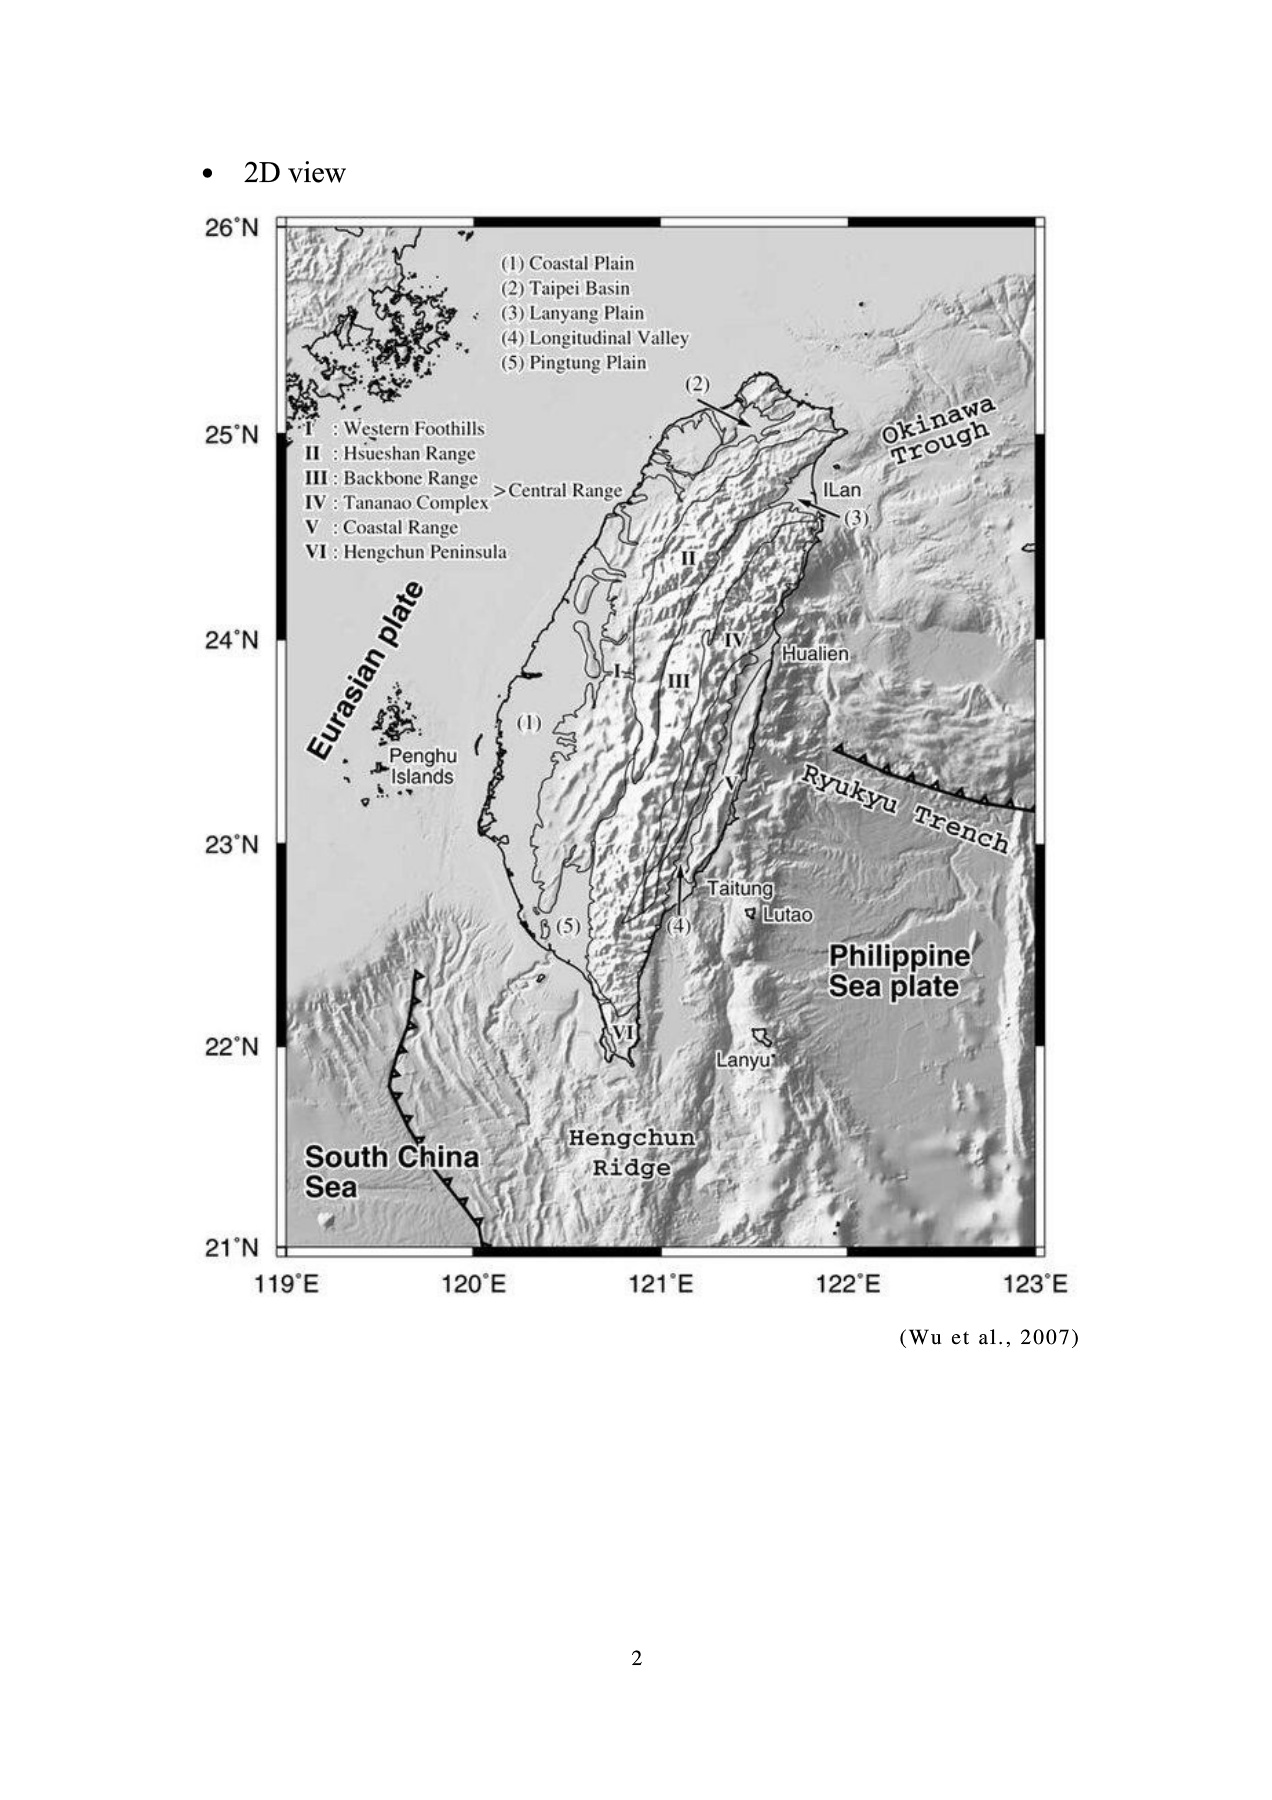 • 2D view
26°N
(1) Coastal Plain
(2) Taipei Basin
(3) Lanyang Plain
(4) Longitudinal Valley
(5) Pingtung Plain
(2)
25°N
I : Western Foothills
II : Hsueshan Range
III : Backbone Range
IV : Tananao Complex
>Central Range
V : Coastal Range
VI : Hengchun Peninsula
Okinawa
Trough
ILan
(3)
II
24°N
Eurasian plate
IV
Hualien
I
III
(1)
Penghu
Islands
V
Ryukyu Trench
23°N
Taitung
Lutao
(5)
(4)
Philippine
Sea plate
22°N
VI
Lanyu
Hengchun
Ridge
South China
Sea
21°N
119°E
120°E
121°E
122°E
123°E
(Wu et al., 2007)
2